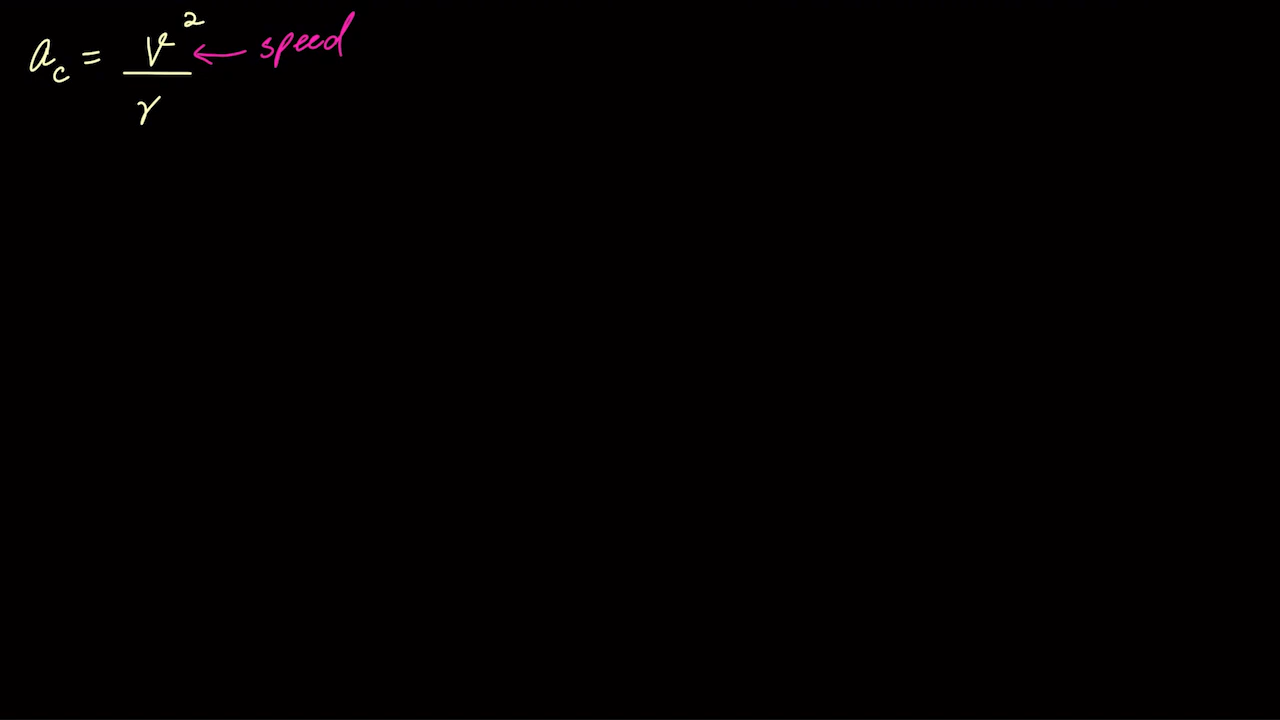 a_c = v² ← speed
r